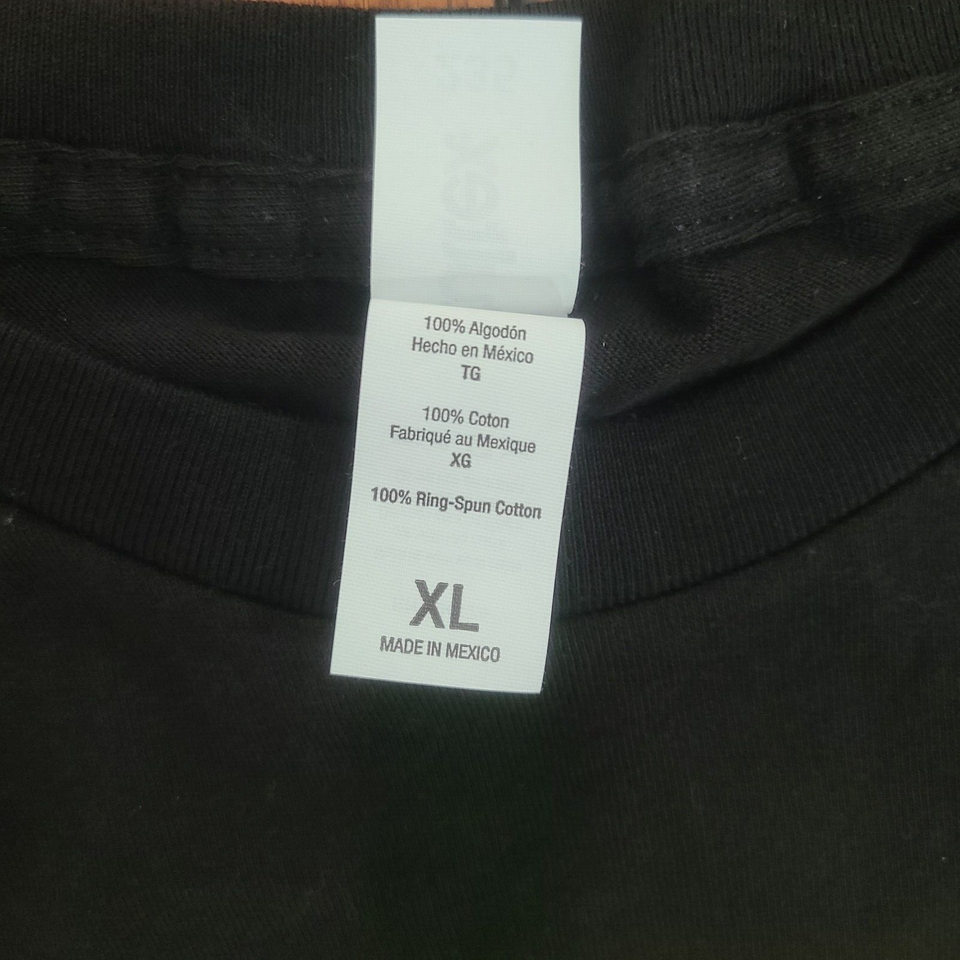 100% Algodón
Hecho en México
TG
100% Coton
Fabriqué au Mexique
XG
100% Ring-Spun Cotton
XL
MADE IN MEXICO